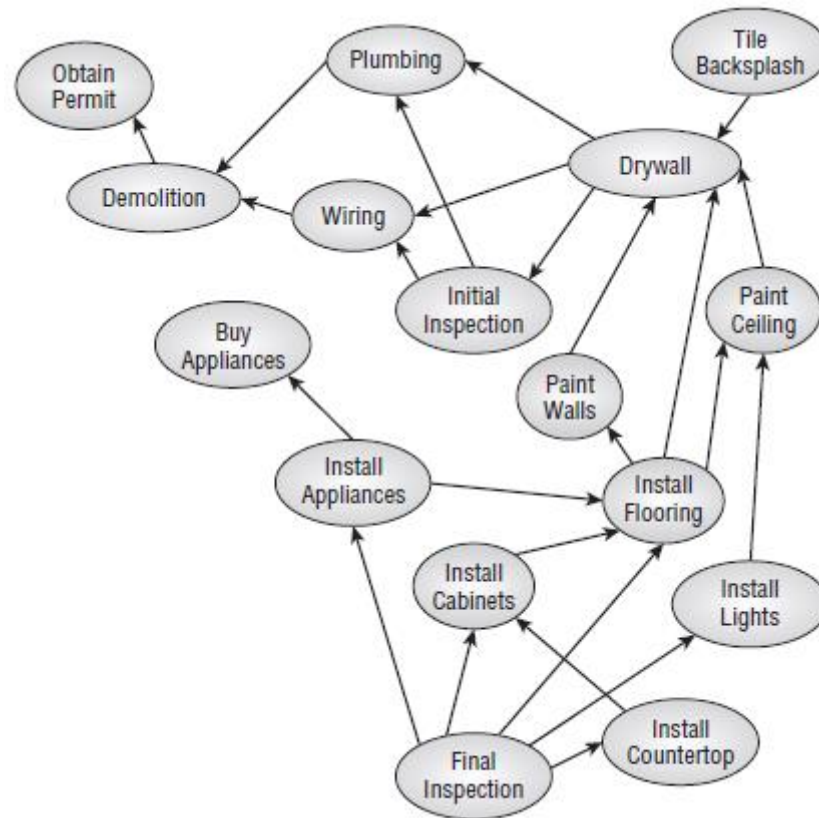 Obtain
Permit
Plumbing
Tile
Backsplash
Demolition
Wiring
Drywall
Initial
Inspection
Paint
Ceiling
Buy
Appliances
Paint
Walls
Install
Appliances
Install
Flooring
Install
Cabinets
Install
Lights
Final
Inspection
Install
Countertop